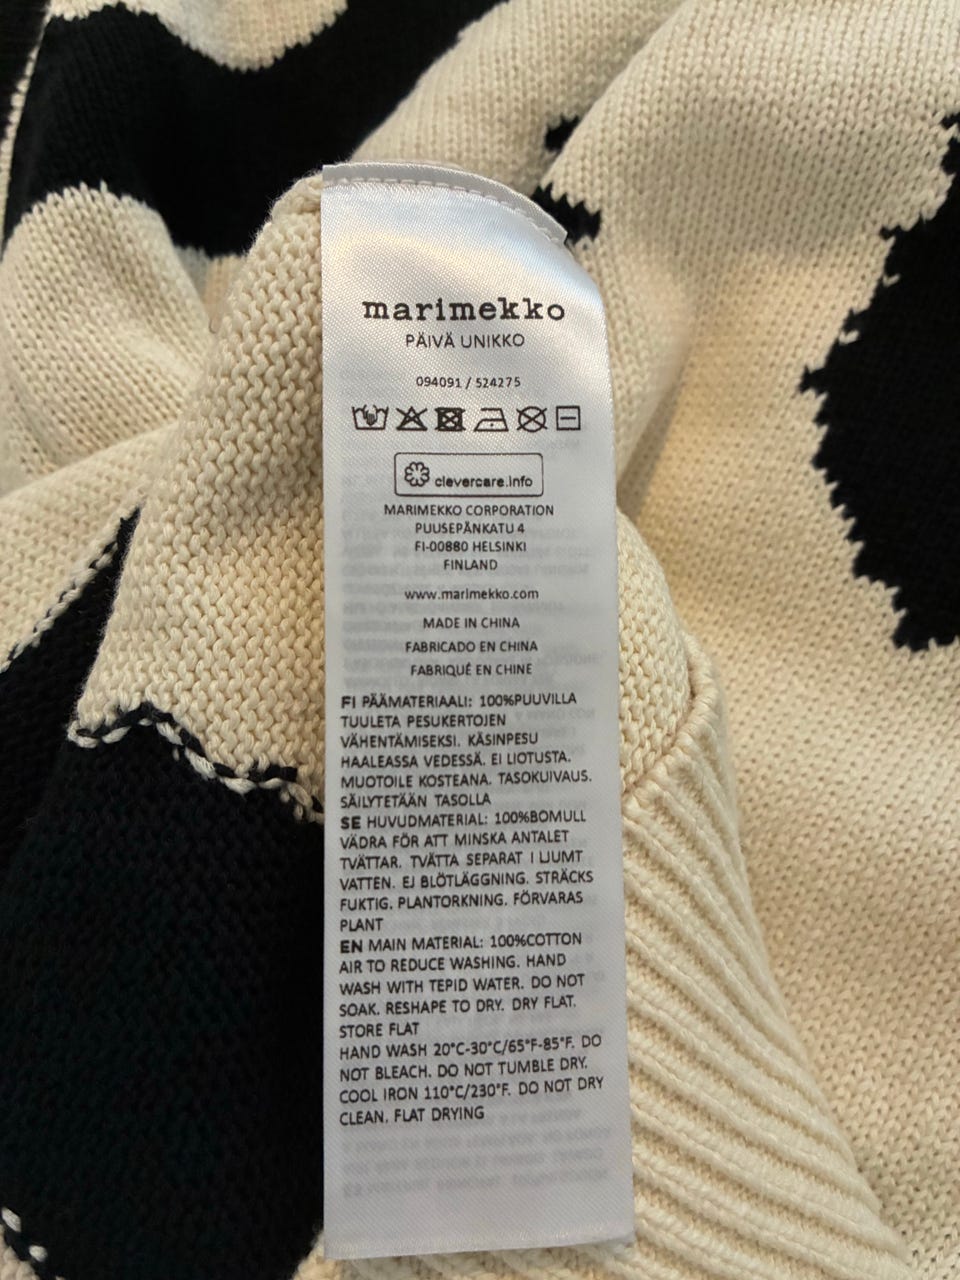 marimekko
PÄIVÄ UNIKKO
094091 / 524275
clevercare.info
MARIMEKKO CORPORATION
PUUSEPÄNKATU 4
FI-00880 HELSINKI
FINLAND
www.marimekko.com
MADE IN CHINA
FABRICADO EN CHINA
FABRIQUÉ EN CHINE
FI PÄÄMATERIAALI: 100%PUUVILLA
TUULETA PESUKERTOJEN
VÄHENTÄMISEKSI. KÄSINPESU
HAALEASSA VEDESSÄ. EI LIOTUSTA.
MUOTOILE KOSTEANA. TASOKUIVAUS.
SÄILYTETÄÄN TASOLLA
SE HUVUDMATERIAL: 100%BOMULL
VÄDRA FÖR ATT MINSKA ANTALET
TVÄTTAR. TVÄTTA SEPARAT I LJUMT
VATTEN. EJ BLÖTLÄGGNING. STRÄCKS
FUKTIG. PLANTORKNING. FÖRVARAS
PLANT
EN MAIN MATERIAL: 100%COTTON
AIR TO REDUCE WASHING. HAND
WASH WITH TEPID WATER. DO NOT
SOAK. RESHAPE TO DRY. DRY FLAT.
STORE FLAT
HAND WASH 20°C-30°C/65°F-85°F. DO
NOT BLEACH. DO NOT TUMBLE DRY.
COOL IRON 110°C/230°F. DO NOT DRY
CLEAN. FLAT DRYING